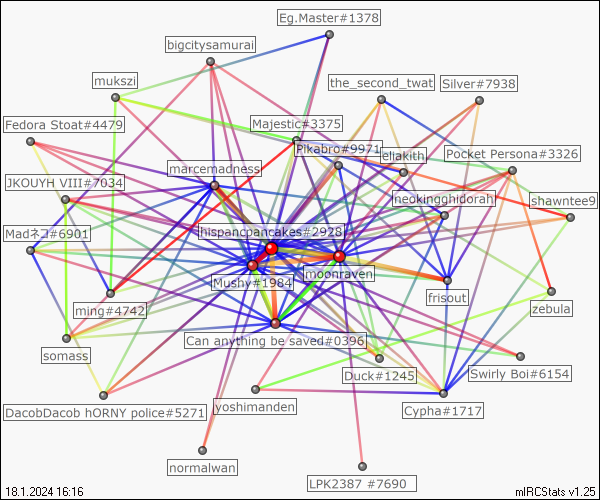 Eg.Master#1378
bigcitysamurai
mukszi
the_second_twat
Silver#7938
Fedora Stoat#4479
Majestic#3375
Pikabro#9971
eliakith
Pocket Persona#3326
marcemadness
JKOUYH VIII#7034
neokingghidorah
shawntee9
Madネコ#6901
hispancpancakes#2928
moonraven
Mushy#1984
ming#4742
frisout
zebula
somass
Can anything be saved#0396
Duck#1245
Swirly Boi#6154
DacobDacob hORNY police#5271
yoshimanden
Cypha#1717
normalwan
LPK2387 #7690
18.1.2024 16:16
mIRCStats v1.25